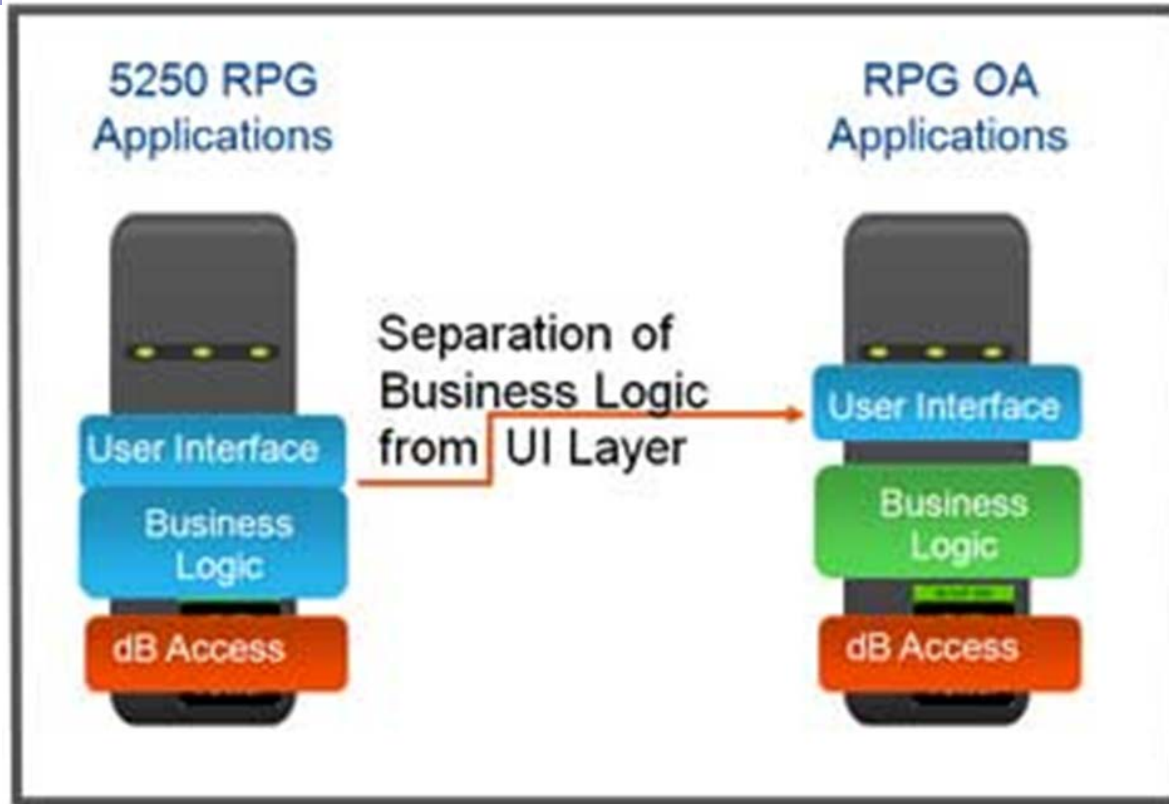 5250 RPG
Applications
User Interface
Business
Logic
dB Access
Separation of
Business Logic
from UI Layer
RPG OA
Applications
User Interface
Business
Logic
dB Access